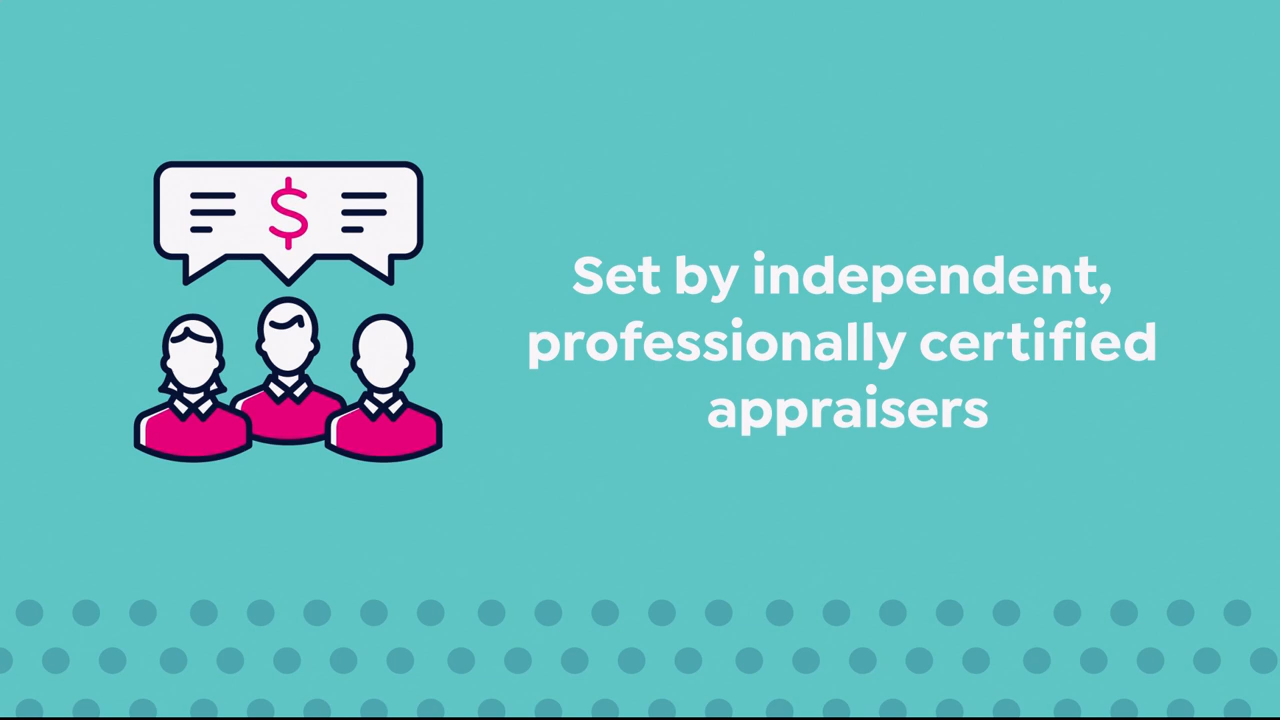 $
Set by independent,
professionally certified
appraisers